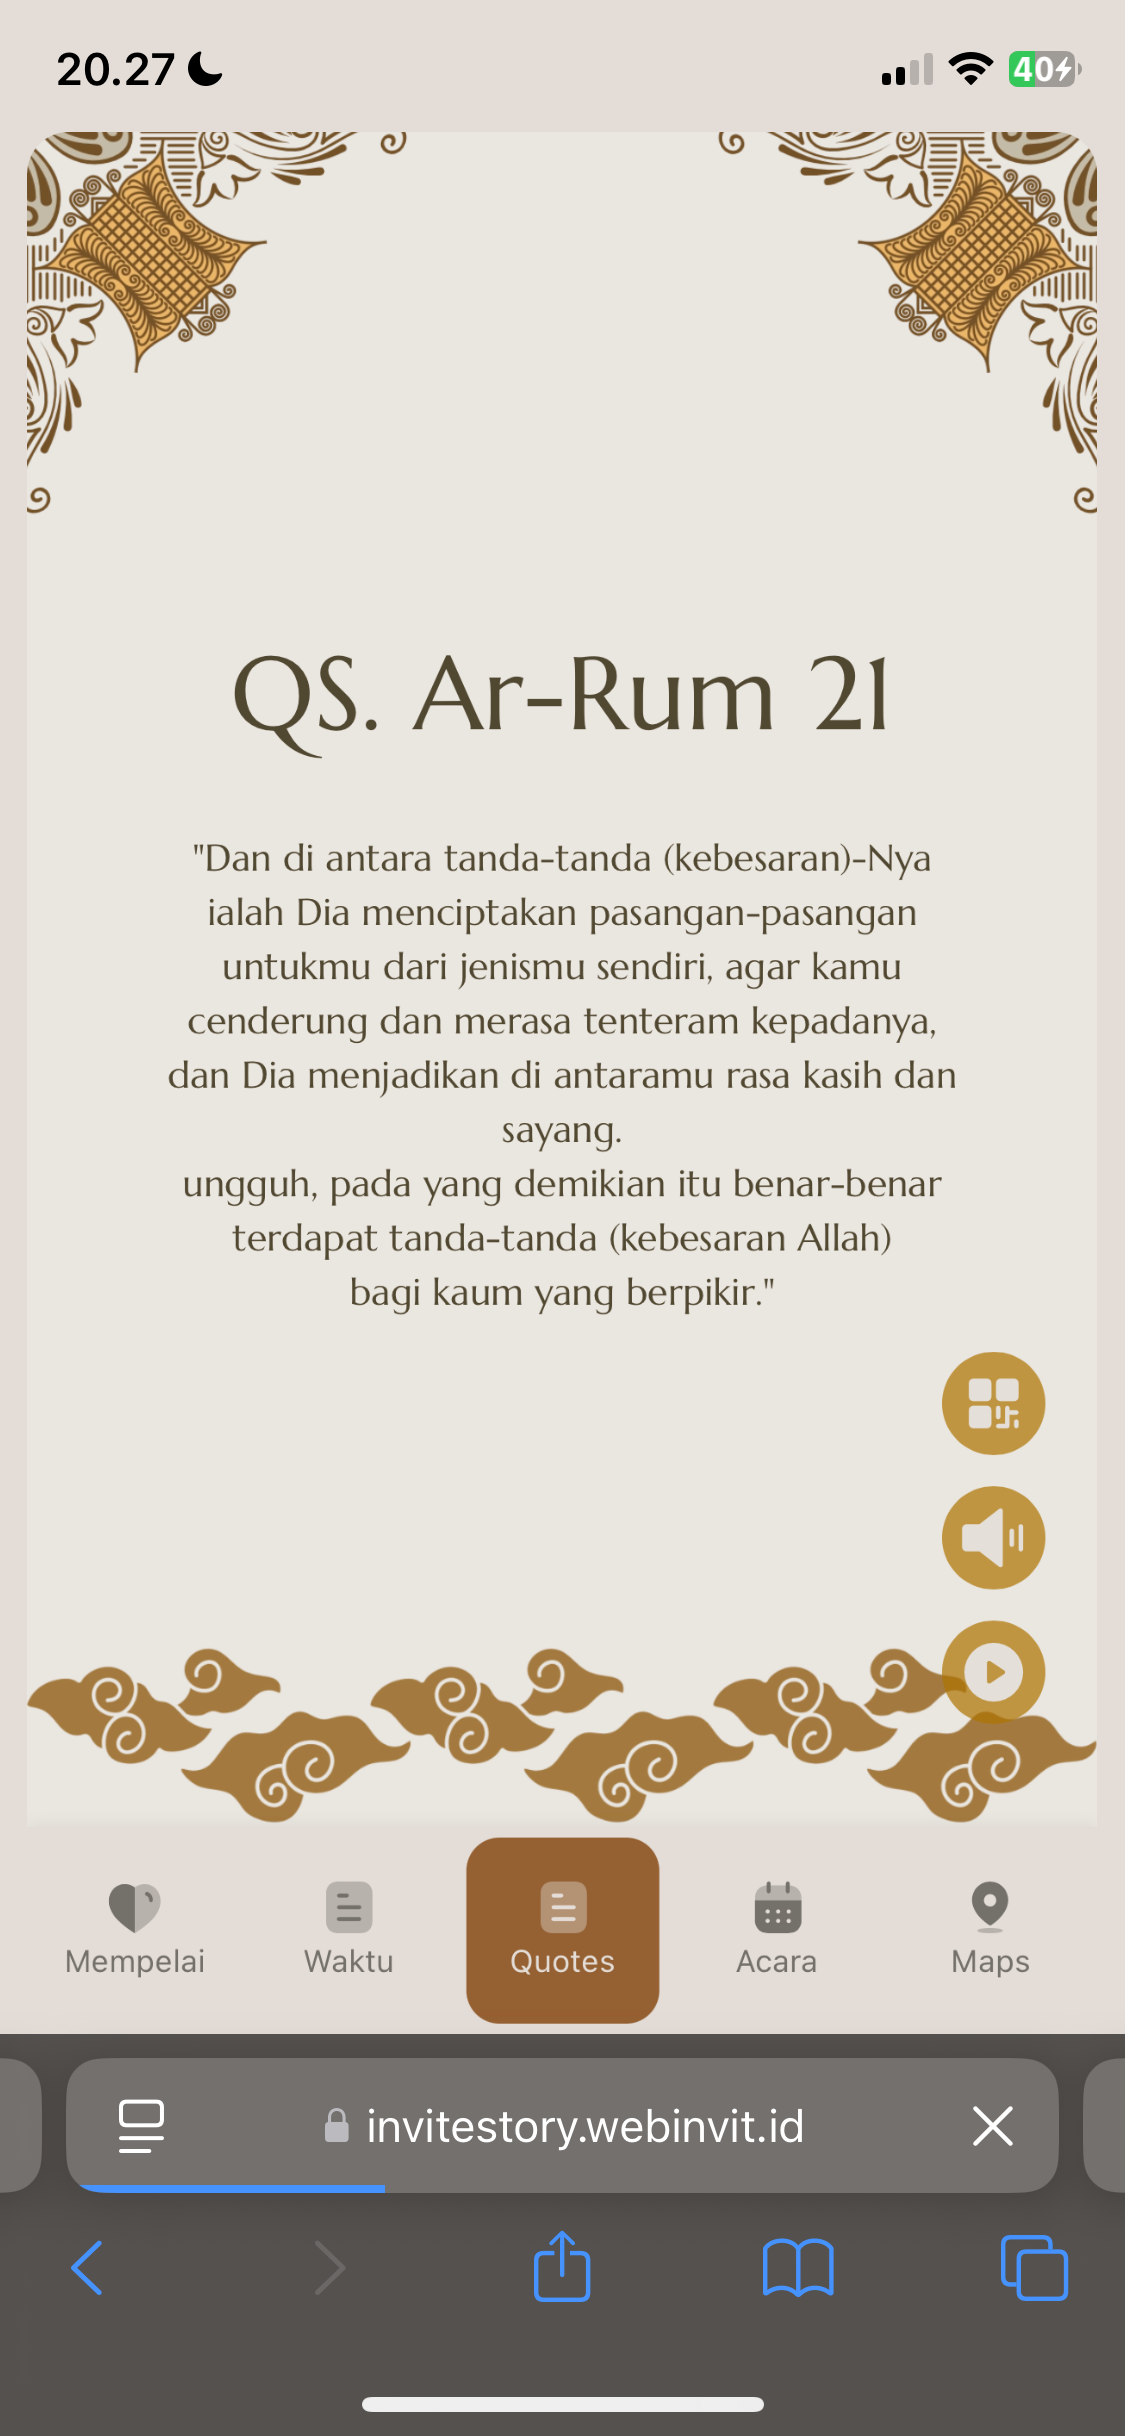 20.27
40
QS. Ar-Rum 21
"Dan di antara tanda-tanda (kebesaran)-Nya
ialah Dia menciptakan pasangan-pasangan
untukmu dari jenismu sendiri, agar kamu
cenderung dan merasa tenteram kepadanya,
dan Dia menjadikan di antaramu rasa kasih dan
sayang.
ungguh, pada yang demikian itu benar-benar
terdapat tanda-tanda (kebesaran Allah)
bagi kaum yang berpikir."
Mempelai
Waktu
Quotes
Acara
Maps
invitestory.webinvit.id